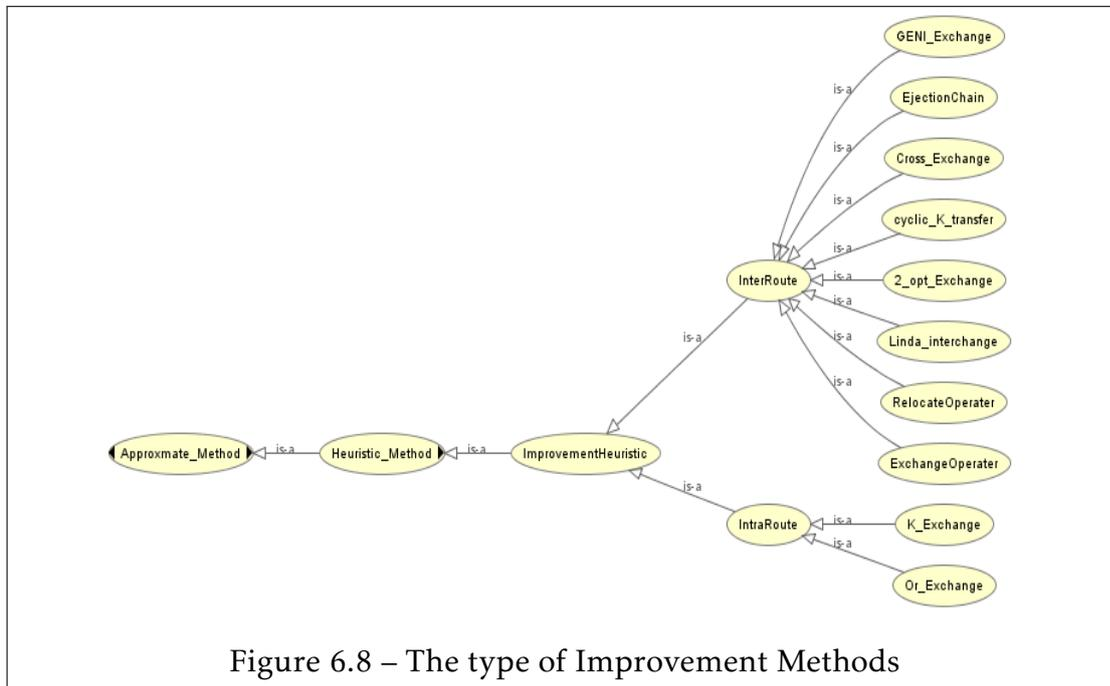 GENI_Exchange
is-a
EjectionChain
is-a
Cross_Exchange
is-a
cyclic_K_transfer
is-a
InterRoute
is-a
2_opt_Exchange
is-a
Linda_interchange
is-a
is-a
RelocateOperater
is-a
ExchangeOperater
Approxmate_Method
is-a
Heuristic_Method
is-a
ImprovementHeuristic
is-a
IntraRoute
is-a
K_Exchange
is-a
Or_Exchange
Figure 6.8 – The type of Improvement Methods